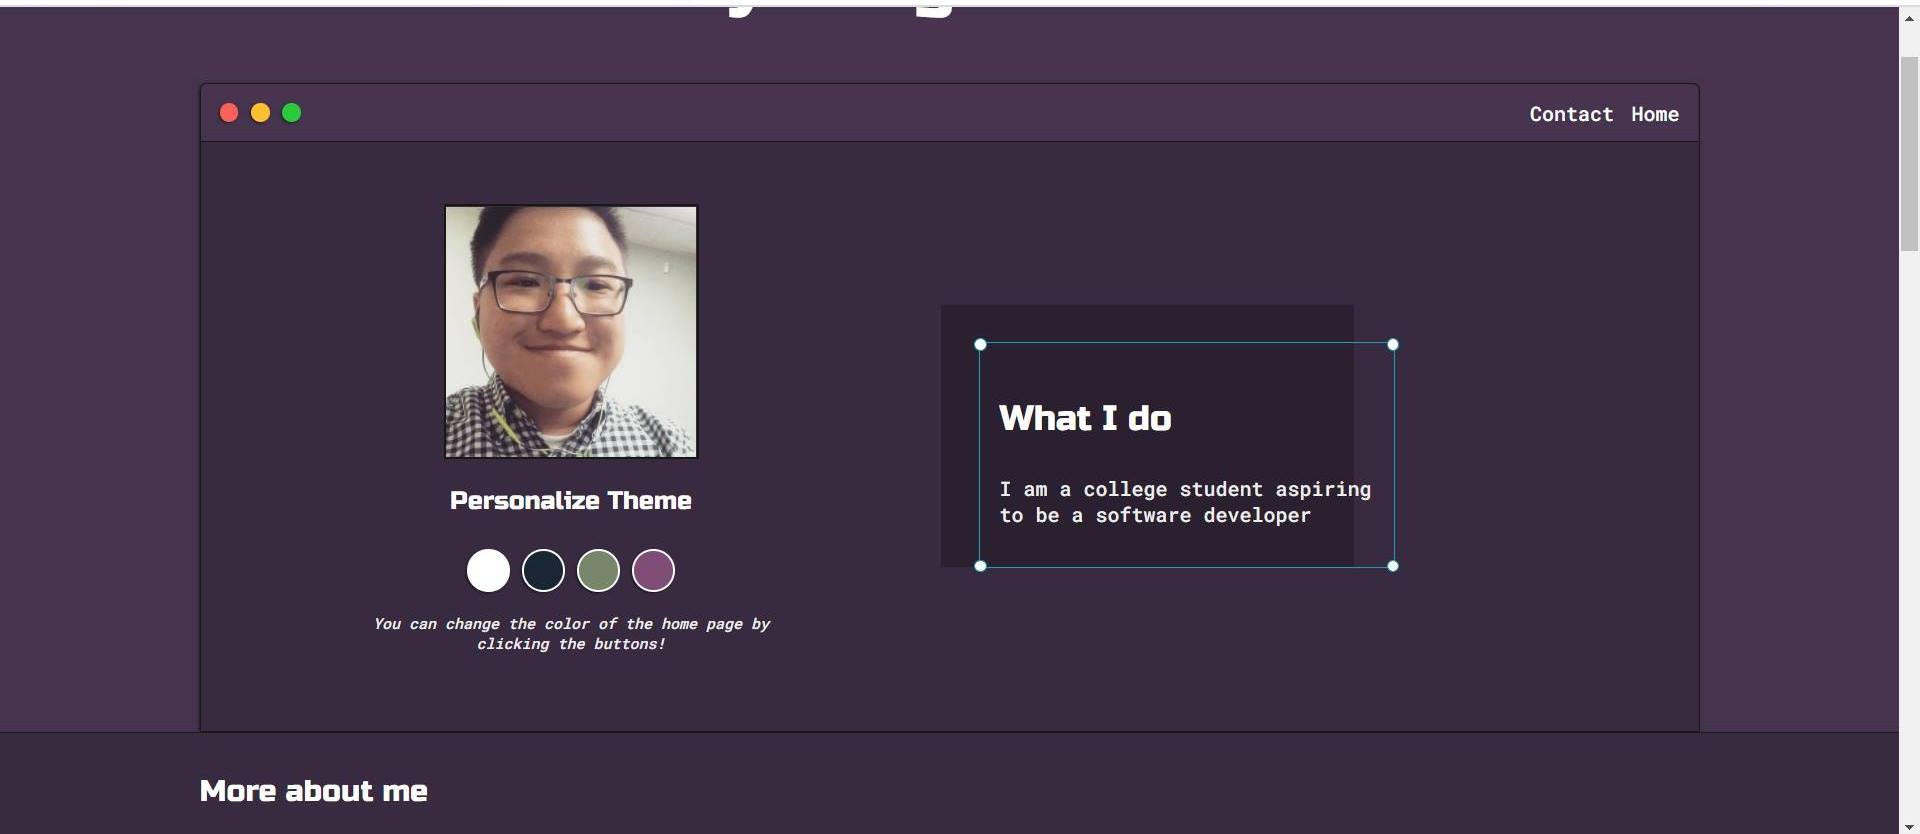 Contact Home
Personalize Theme
You can change the color of the home page by
clicking the buttons!
What I do
I am a college student aspiring
to be a software developer
More about me